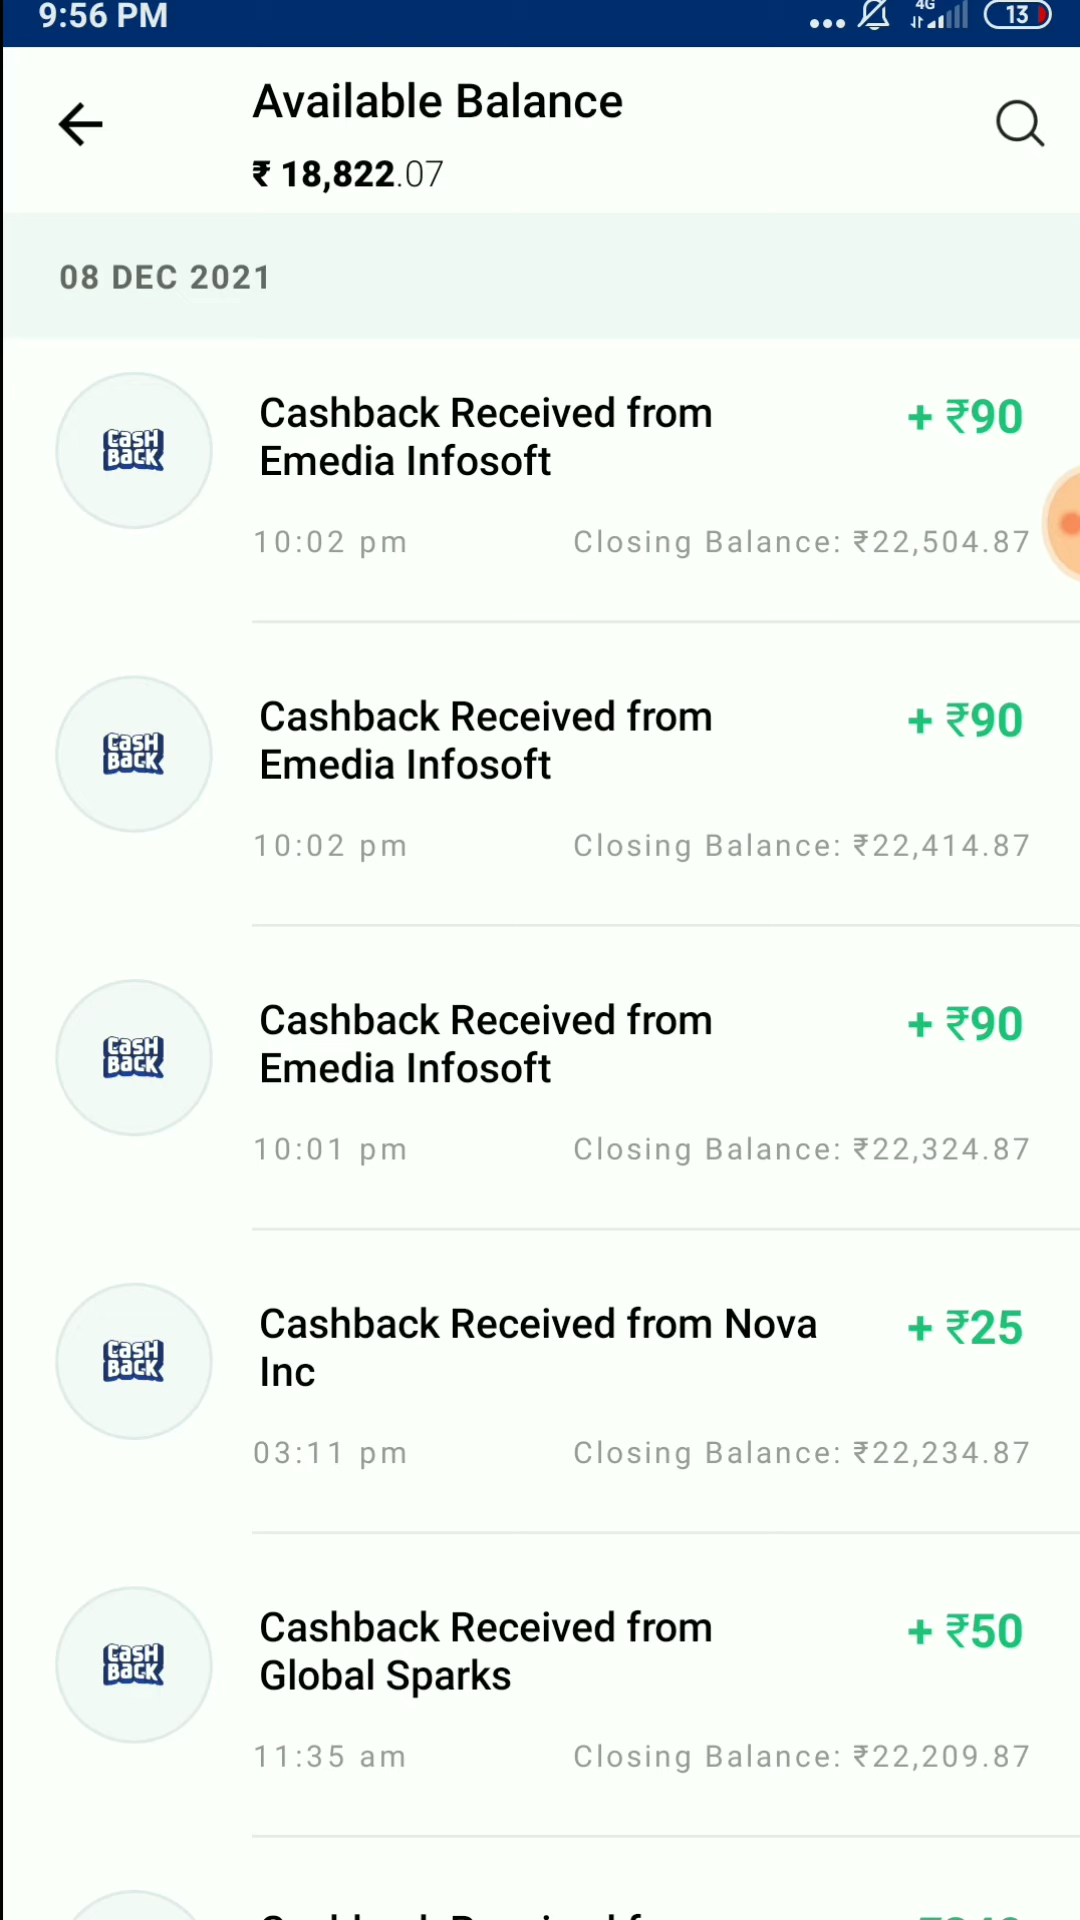 9:56 PM
4G
13
Available Balance
₹ 18,822.07
08 DEC 2021
CASH
BACK
Cashback Received from
Emedia Infosoft
+ ₹90
10:02 pm
Closing Balance: ₹22,504.87
CASH
BACK
Cashback Received from
Emedia Infosoft
+ ₹90
10:02 pm
Closing Balance: ₹22,414.87
CASH
BACK
Cashback Received from
Emedia Infosoft
+ ₹90
10:01 pm
Closing Balance: ₹22,324.87
CASH
BACK
Cashback Received from Nova
Inc
+ ₹25
03:11 pm
Closing Balance: ₹22,234.87
CASH
BACK
Cashback Received from
Global Sparks
+ ₹50
11:35 am
Closing Balance: ₹22,209.87